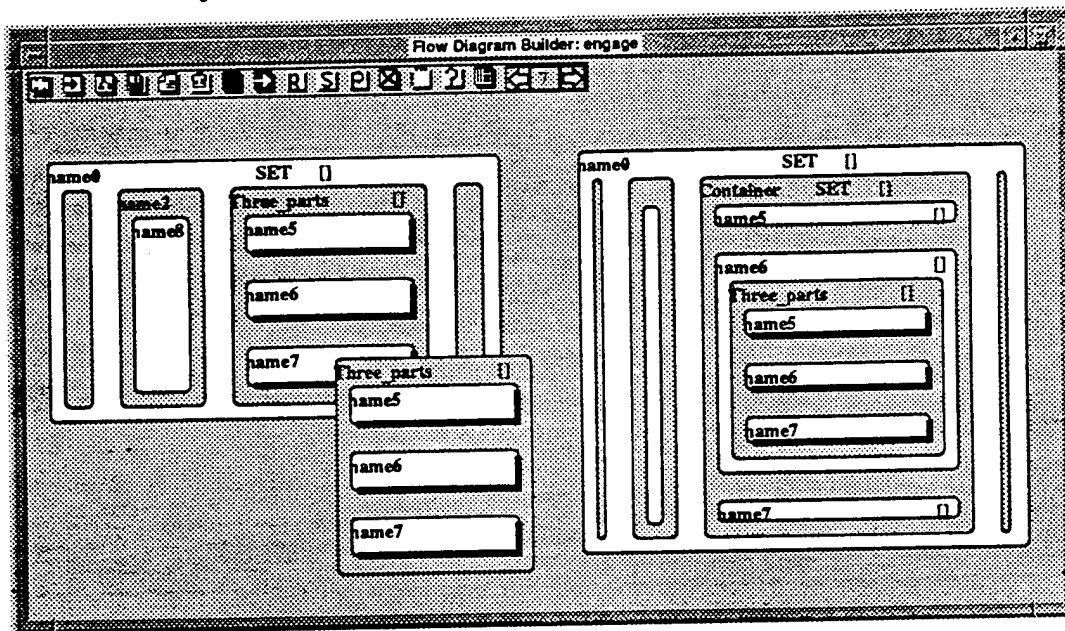 Flow Diagram Builder: engage
R S P 7
name0 SET []
name2
name8
Three_parts []
name5
name6
name7
Three_parts []
name5
name6
name7
name0 SET []
Container SET []
name5 []
name6 []
Three_parts []
name5
name6
name7
name7 []